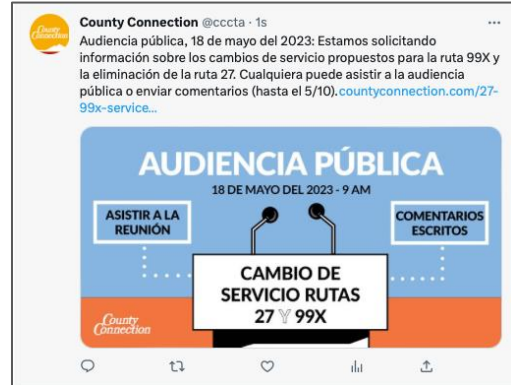 County Connection @cccta · 1s
Audiencia pública, 18 de mayo del 2023: Estamos solicitando
información sobre los cambios de servicio propuestos para la ruta 99X y
la eliminación de la ruta 27. Cualquiera puede asistir a la audiencia
pública o enviar comentarios (hasta el 5/10).countyconnection.com/27-
99x-service...
AUDIENCIA PÚBLICA
18 DE MAYO DEL 2023 - 9 AM
ASISTIR A LA
REUNIÓN
COMENTARIOS
ESCRITOS
CAMBIO DE
SERVICIO RUTAS
27 Y 99X
County
Connection